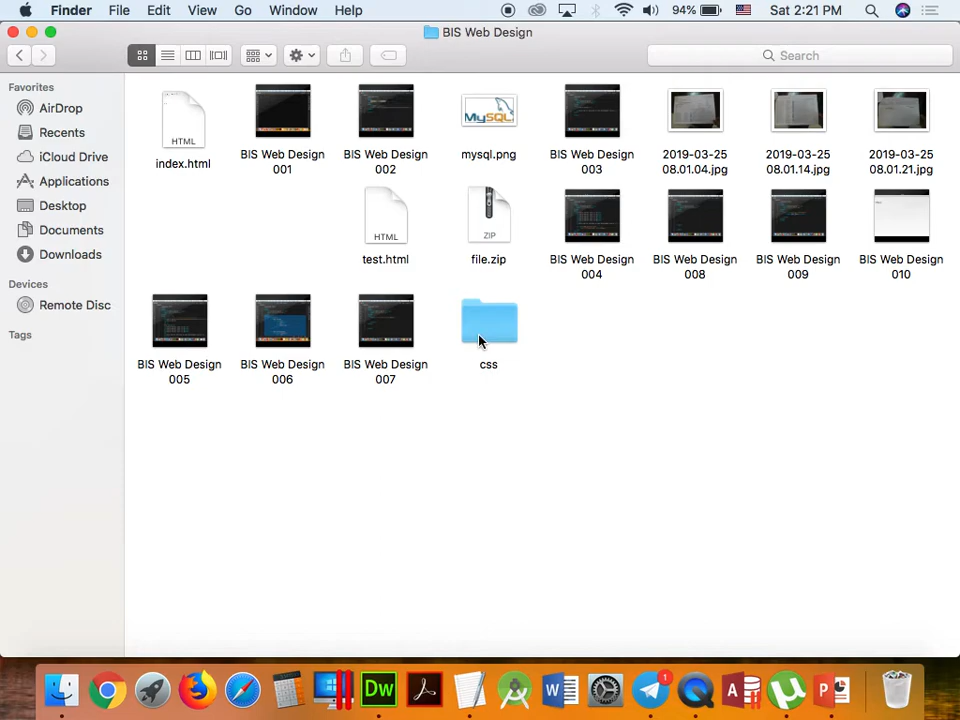 Finder File Edit View Go Window Help 94% Sat 2:21 PM
BIS Web Design
Search
Favorites
AirDrop
Recents
iCloud Drive
Applications
Desktop
Documents
Downloads
Devices
Remote Disc
Tags
HTML
index.html
BIS Web Design
001
BIS Web Design
002
MySQL
mysql.png
BIS Web Design
003
2019-03-25
08.01.04.jpg
2019-03-25
08.01.14.jpg
2019-03-25
08.01.21.jpg
HTML
test.html
ZIP
file.zip
BIS Web Design
004
BIS Web Design
008
BIS Web Design
009
BIS Web Design
010
BIS Web Design
005
BIS Web Design
006
BIS Web Design
007
css
Dw
W
1
A
P